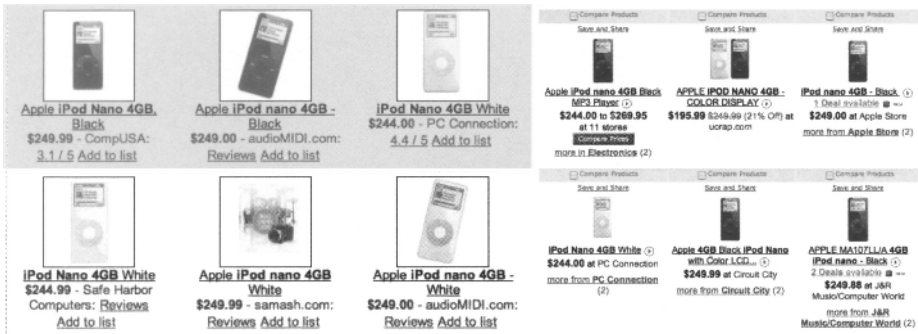 Apple iPod Nano 4GB,
Black
$249.99 - CompUSA:
3.1 / 5 Add to list
Apple iPod nano 4GB -
Black
$249.00 - audioMIDI.com:
Reviews Add to list
iPod Nano 4GB White
$244.00 - PC Connection:
4.4 / 5 Add to list
iPod Nano 4GB White
$244.99 - Safe Harbor
Computers: Reviews
Add to list
Apple iPod nano 4GB
White
$249.99 - samash.com:
Reviews Add to list
Apple iPod nano 4GB -
White
$249.00 - audioMIDI.com:
Reviews Add to list
Compare Products
Save and Share
Apple iPod nano 4GB Black
MP3 Player
$244.00 to $269.95
at 11 stores
Compare Prices
more in Electronics (2)
Compare Products
Save and Share
APPLE IPOD NANO 4GB -
COLOR DISPLAY
$195.99 $249.99 (21% Off) at
ucrap.com
Compare Products
Save and Share
iPod nano 4GB - Black
1 Deal available
$249.00 at Apple Store
more from Apple Store (2)
Compare Products
Save and Share
iPod Nano 4GB White
$244.00 at PC Connection
more from PC Connection
(2)
Compare Products
Save and Share
Apple 4GB Black iPod Nano
with Color LCD...
$249.99 at Circuit City
more from Circuit City (2)
Compare Products
Save and Share
APPLE MA107LL/A 4GB
iPod nano - Black
2 Deals available
$249.88 at J&R
Music/Computer World
more from J&R
Music/Computer World (2)